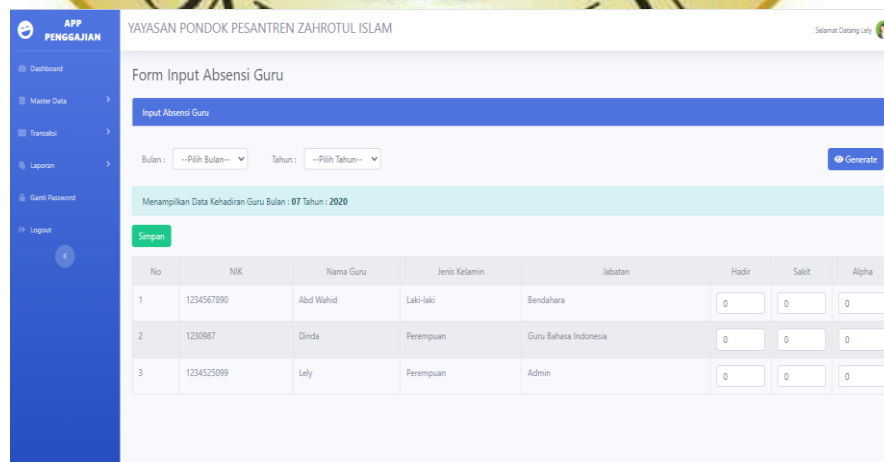 APP
PENGGAJIAN
YAYASAN PONDOK PESANTREN ZAHROTUL ISLAM
Selamat Datang Lely
Dashboard
Master Data
Transaksi
Laporan
Ganti Password
Logout
Form Input Absensi Guru
Input Absensi Guru
Bulan : --Pilih Bulan-- Tahun : --Pilih Tahun-- Generate
Menampilkan Data Kehadiran Guru Bulan : 07 Tahun : 2020
Simpan
No NIK Nama Guru Jenis Kelamin Jabatan Hadir Sakit Alpha
1 1234567890 Abd Wahid Laki-laki Bendahara 0 0 0
2 1230987 Dinda Perempuan Guru Bahasa Indonesia 0 0 0
3 1234525099 Lely Perempuan Admin 0 0 0